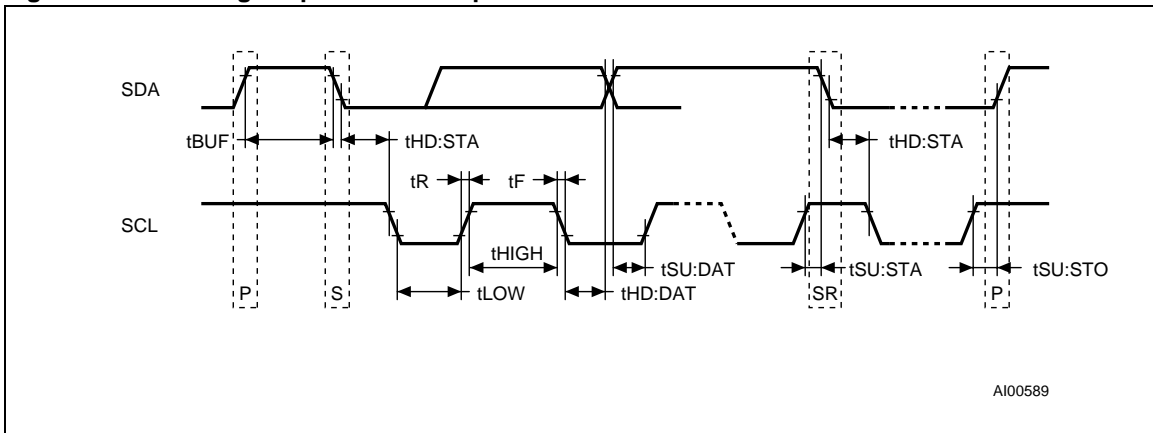 SDA
tBUF
tHD:STA
tHD:STA
tR
tF
SCL
tHIGH
tLOW
tSU:DAT
tHD:DAT
tSU:STA
tSU:STO
P
S
SR
P
AI00589